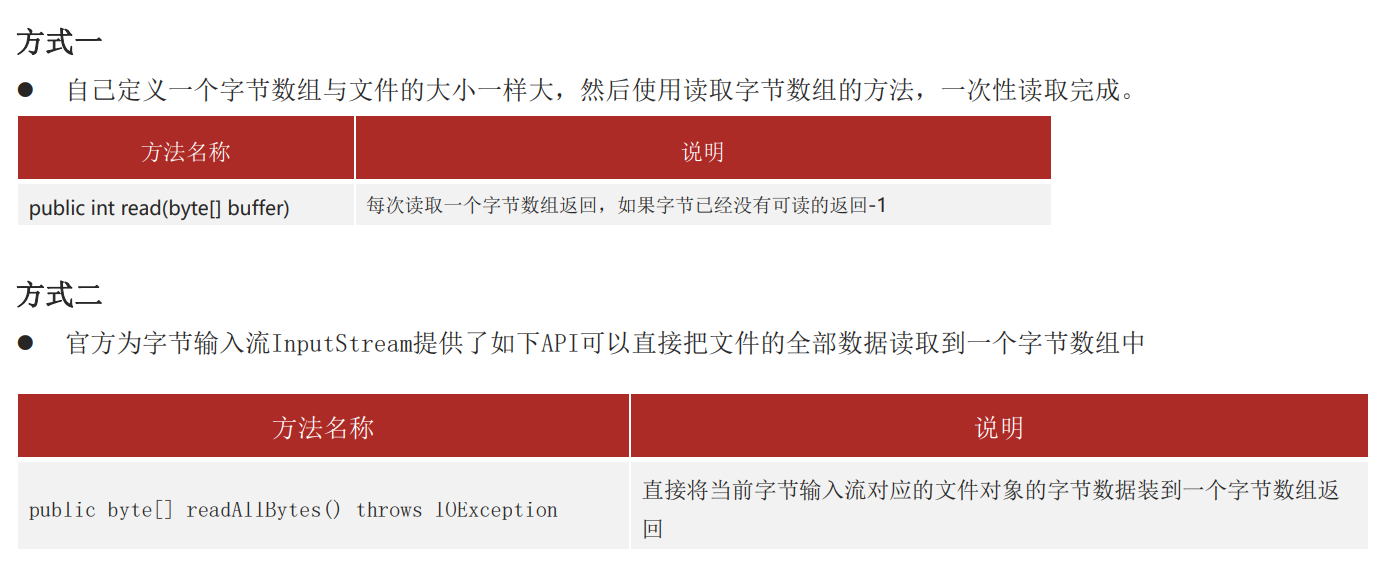 方式一
● 自己定义一个字节数组与文件的大小一样大，然后使用读取字节数组的方法，一次性读取完成。
方法名称 说明
public int read(byte[] buffer) 每次读取一个字节数组返回，如果字节已经没有可读的返回-1
方式二
● 官方为字节输入流InputStream提供了如下API可以直接把文件的全部数据读取到一个字节数组中
方法名称 说明
public byte[] readAllBytes() throws IOException 直接将当前字节输入流对应的文件对象的字节数据装到一个字节数组返
回